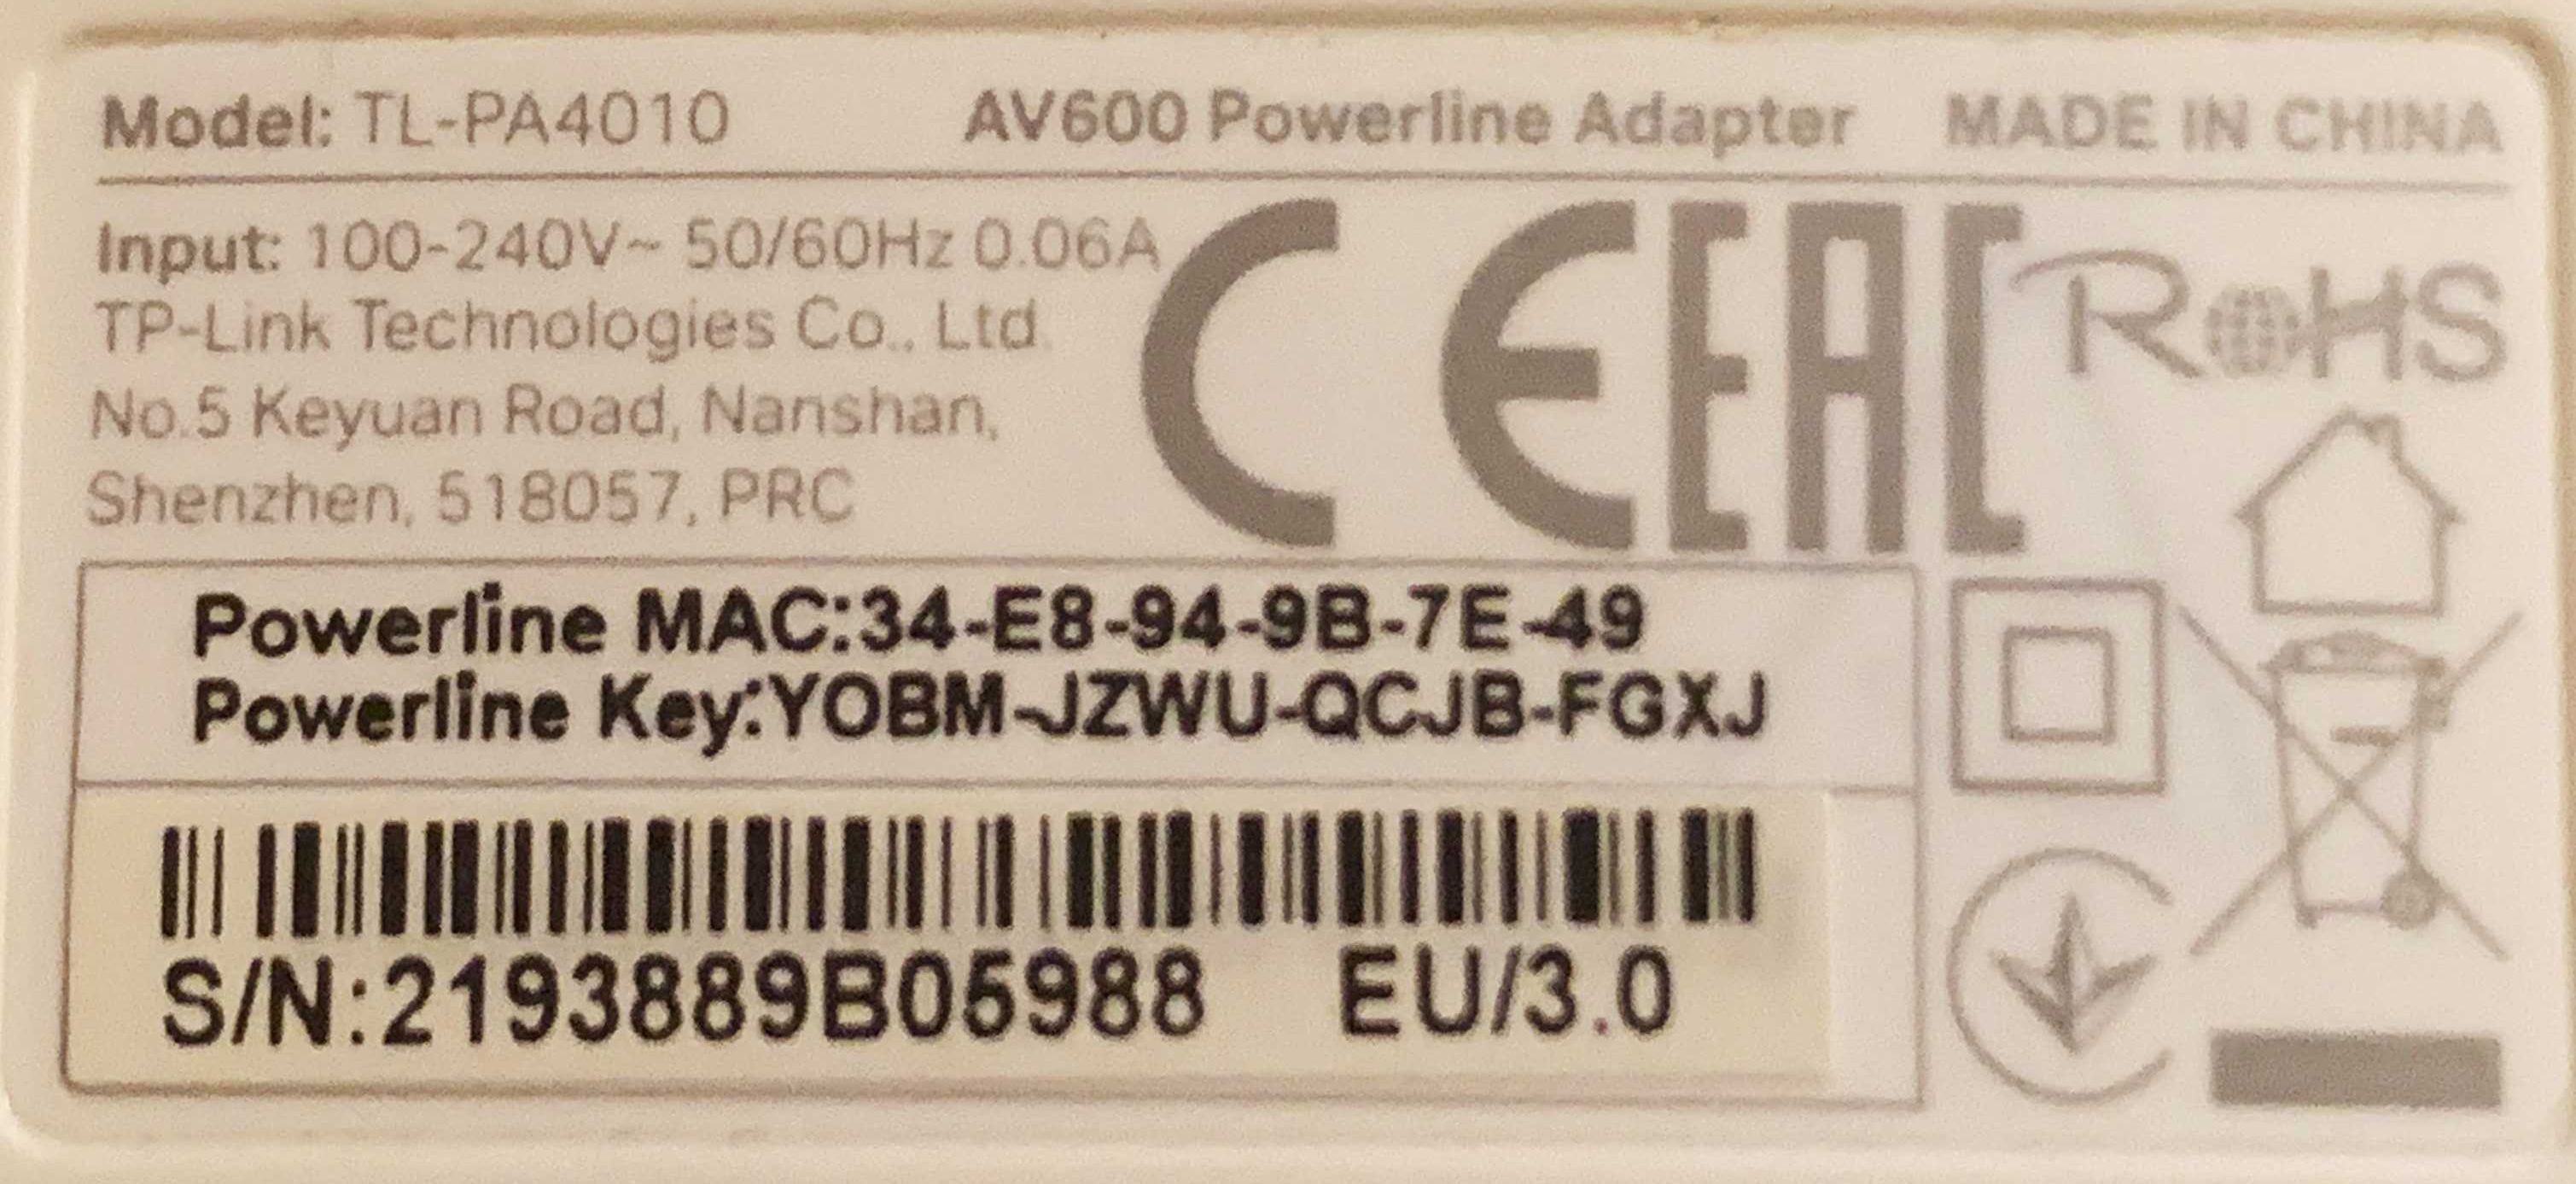 Model: TL-PA4010 AV600 Powerline Adapter MADE IN CHINA
Input: 100-240V~ 50/60Hz 0.06A
TP-Link Technologies Co., Ltd.
No.5 Keyuan Road, Nanshan,
Shenzhen, 518057, PRC
CE EAC RoHS
Powerline MAC:34-E8-94-9B-7E-49
Powerline Key:YOBM-JZWU-QCJB-FGXJ
S/N:2193889B05988 EU/3.0